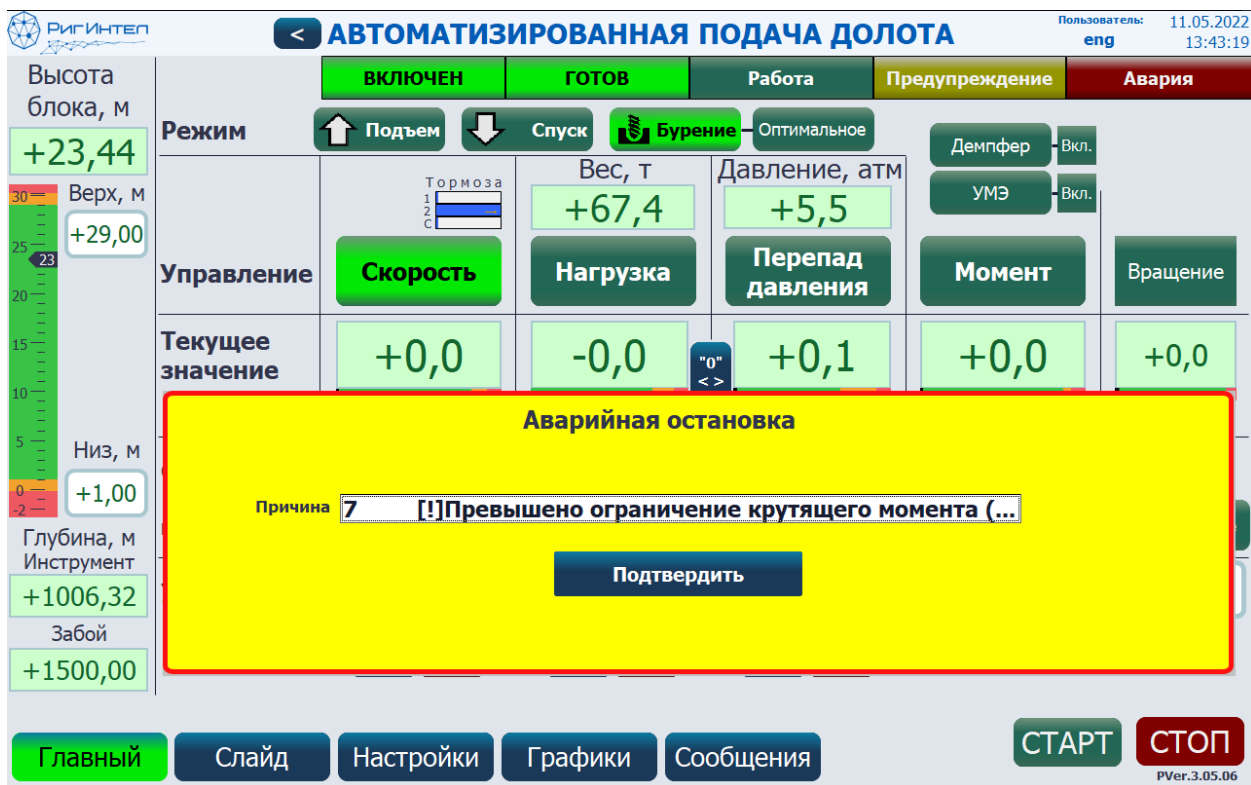 РигИнтел
<
АВТОМАТИЗИРОВАННАЯ ПОДАЧА ДОЛОТА
Пользователь:
eng
11.05.2022
13:43:19
Высота
блока, м
+23,44
Верх, м
+29,00
30
25
23
20
15
10
5
0
-2
Низ, м
+1,00
Глубина, м
Инструмент
+1006,32
Забой
+1500,00
ВКЛЮЧЕН
ГОТОВ
Работа
Предупреждение
Авария
Режим
Подъем
Спуск
Бурение
Оптимальное
Демпфер
Вкл.
УМЭ
Вкл.
Тормоза
1
2
С
Вес, т
+67,4
Давление, атм
+5,5
Управление
Скорость
Нагрузка
Перепад
давления
Момент
Вращение
Текущее
значение
+0,0
-0,0
"0"
< >
+0,1
+0,0
+0,0
Аварийная остановка
Причина
7 [!]Превышено ограничение крутящего момента (...
Подтвердить
Главный
Слайд
Настройки
Графики
Сообщения
СТАРТ
СТОП
PVer.3.05.06